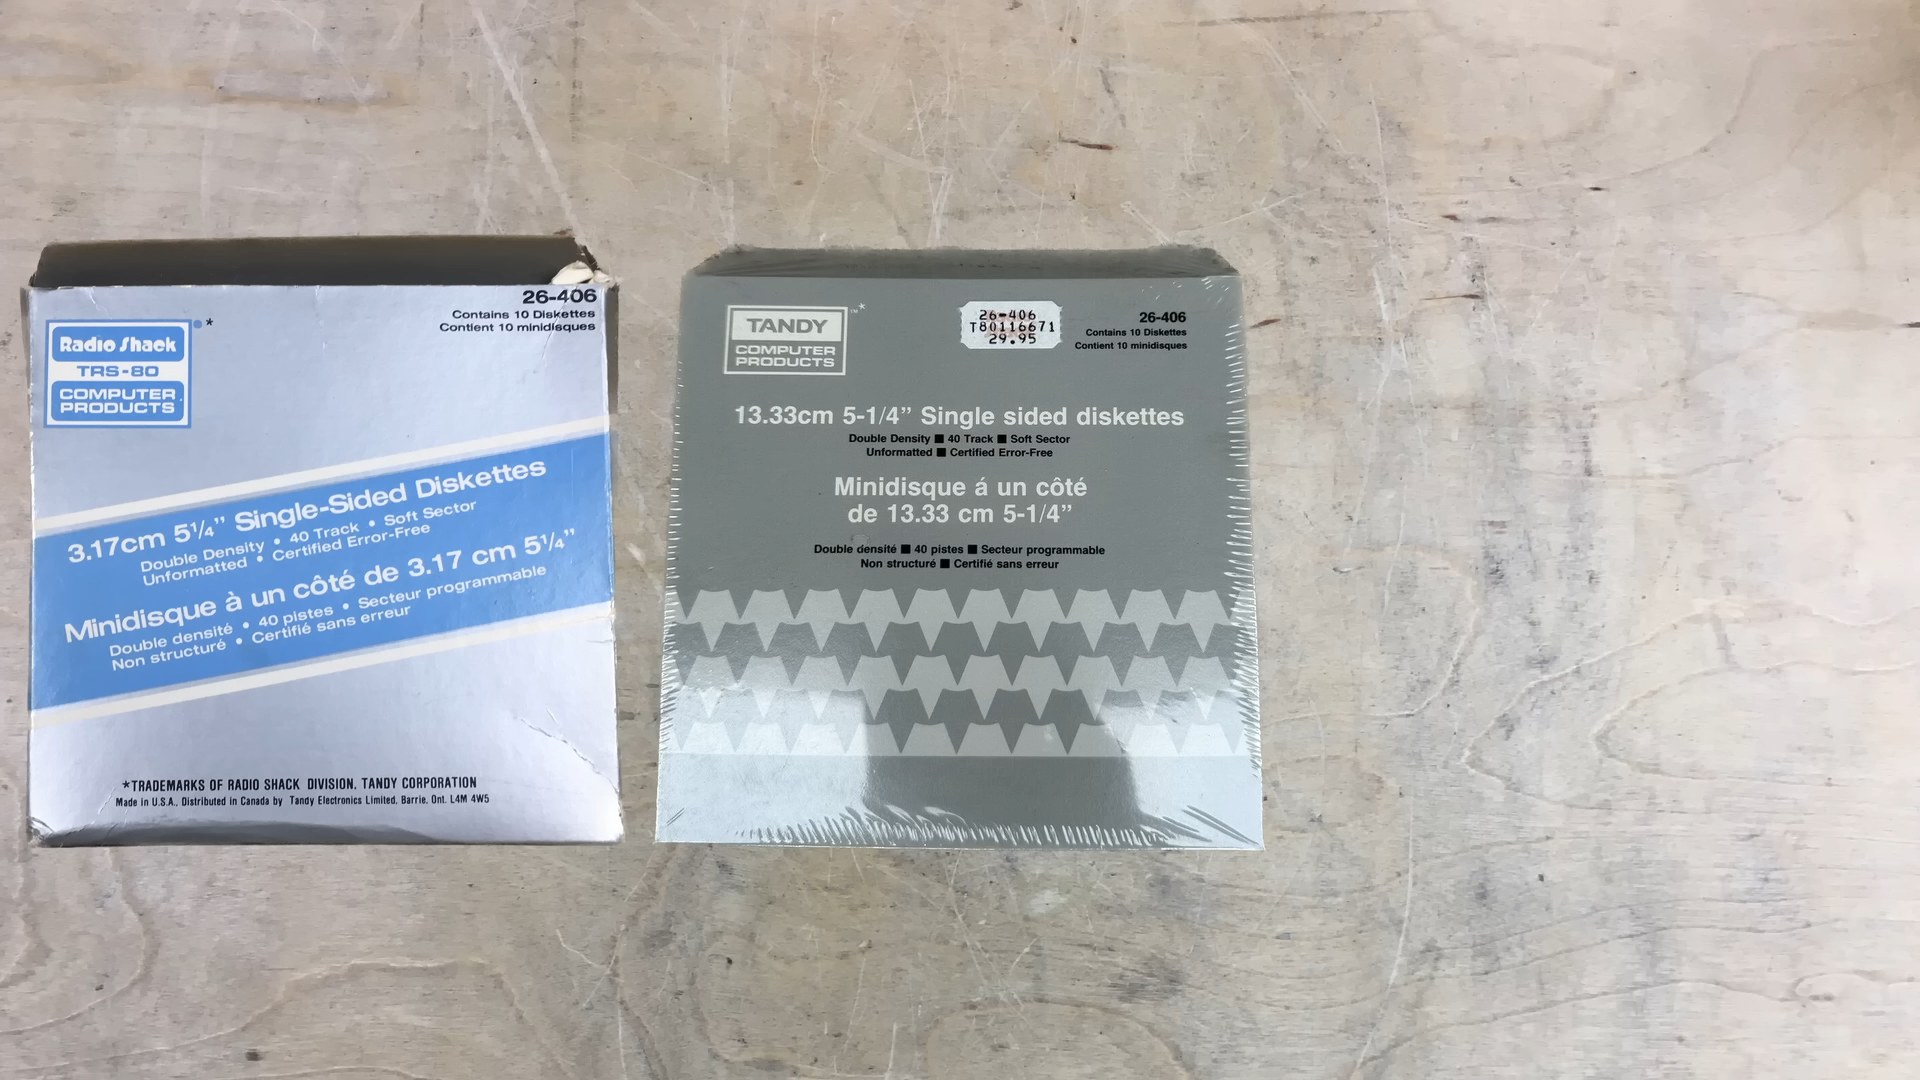 26-406
Contains 10 Diskettes
Contient 10 minidisques
Radio Shack
TRS-80
COMPUTER
PRODUCTS
*
3.17cm 5¼” Single-Sided Diskettes
Double Density • 40 Track • Soft Sector
Unformatted • Certified Error-Free
Minidisque à un côté de 3.17 cm 5¼”
Double densité • 40 pistes • Secteur programmable
Non structuré • Certifié sans erreur
*TRADEMARKS OF RADIO SHACK DIVISION, TANDY CORPORATION
Made in U.S.A., Distributed in Canada by Tandy Electronics Limited, Barrie, Ont. L4M 4W5
TANDY
COMPUTER
PRODUCTS
™*
26-406
T80116671
29.95
26-406
Contains 10 Diskettes
Contient 10 minidisques
13.33cm 5-1/4” Single sided diskettes
Double Density ■ 40 Track ■ Soft Sector
Unformatted ■ Certified Error-Free
Minidisque á un côté
de 13.33 cm 5-1/4”
Double densité ■ 40 pistes ■ Secteur programmable
Non structuré ■ Certifié sans erreur